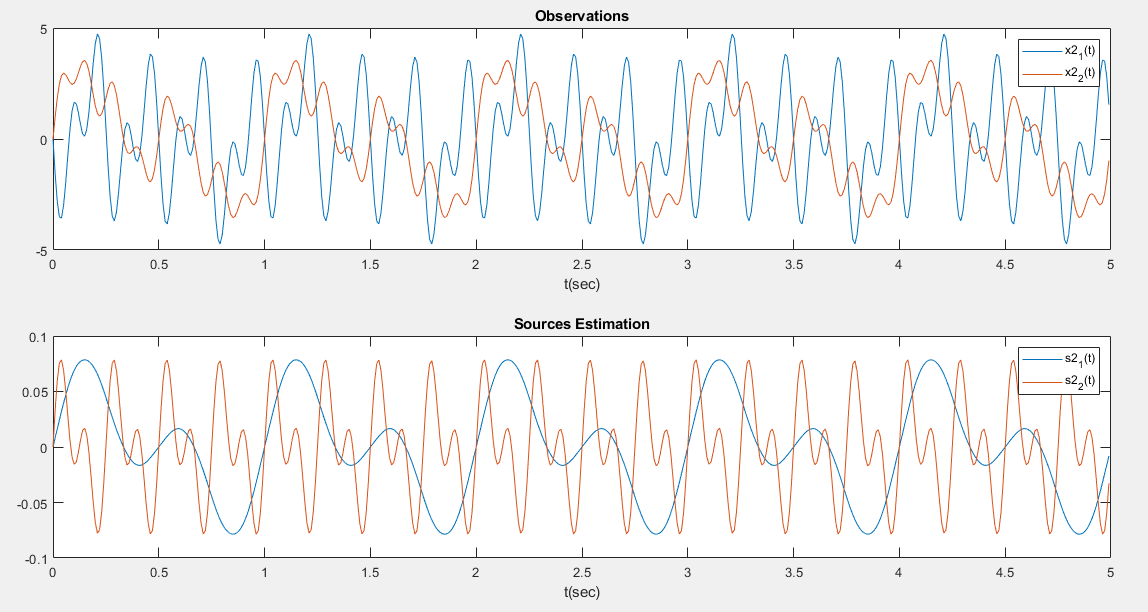 Observations
5
0
-5
x2₁(t)
x2₂(t)
0 0.5 1 1.5 2 2.5 3 3.5 4 4.5 5
t(sec)
Sources Estimation
0.1
0.05
0
-0.05
-0.1
s2₁(t)
s2₂(t)
0 0.5 1 1.5 2 2.5 3 3.5 4 4.5 5
t(sec)